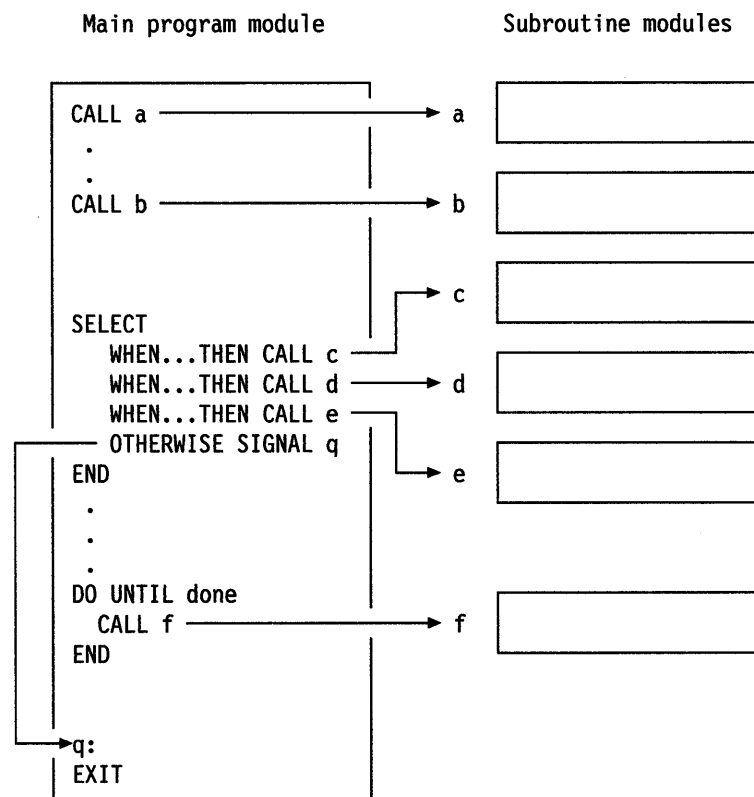 Main program module Subroutine modules
CALL a a
.
.
CALL b b
c
SELECT
WHEN...THEN CALL c
WHEN...THEN CALL d d
WHEN...THEN CALL e
OTHERWISE SIGNAL q
END e
.
.
.
DO UNTIL done
CALL f f
END
q:
EXIT